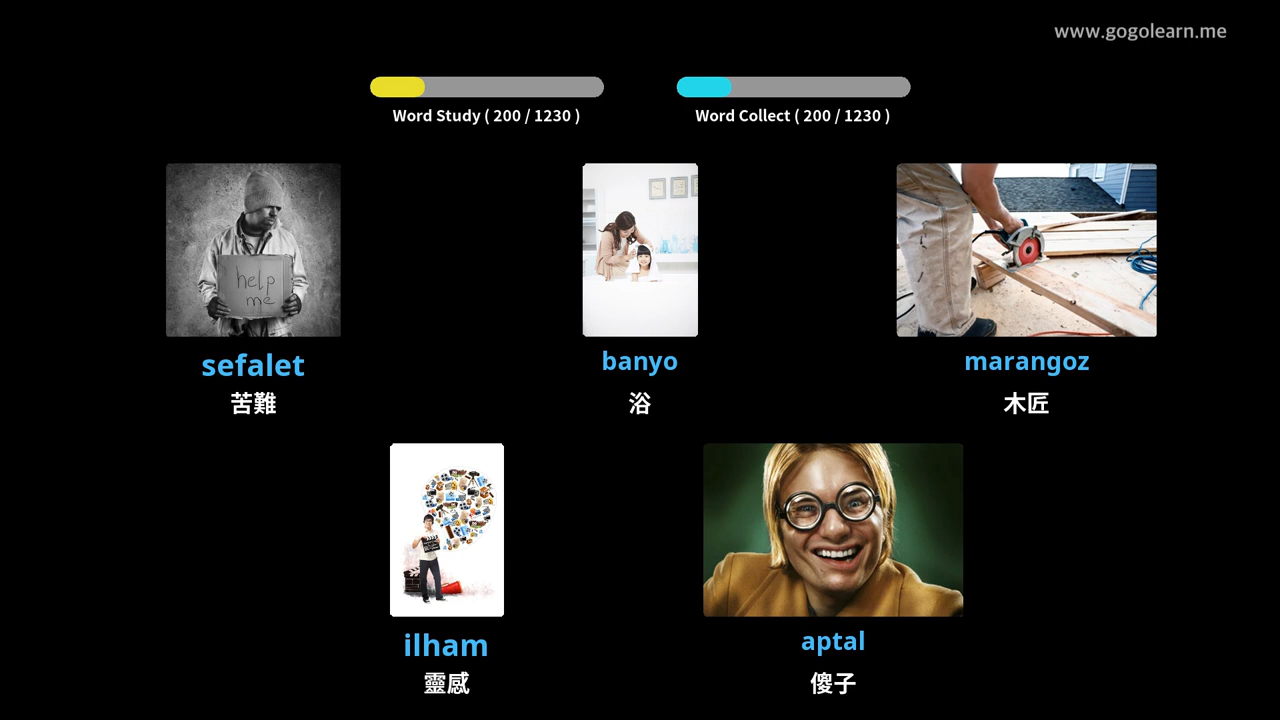 www.gogolearn.me
Word Study ( 200 / 1230 )
Word Collect ( 200 / 1230 )
help
me
sefalet
苦難
banyo
浴
marangoz
木匠
ilham
靈感
aptal
傻子